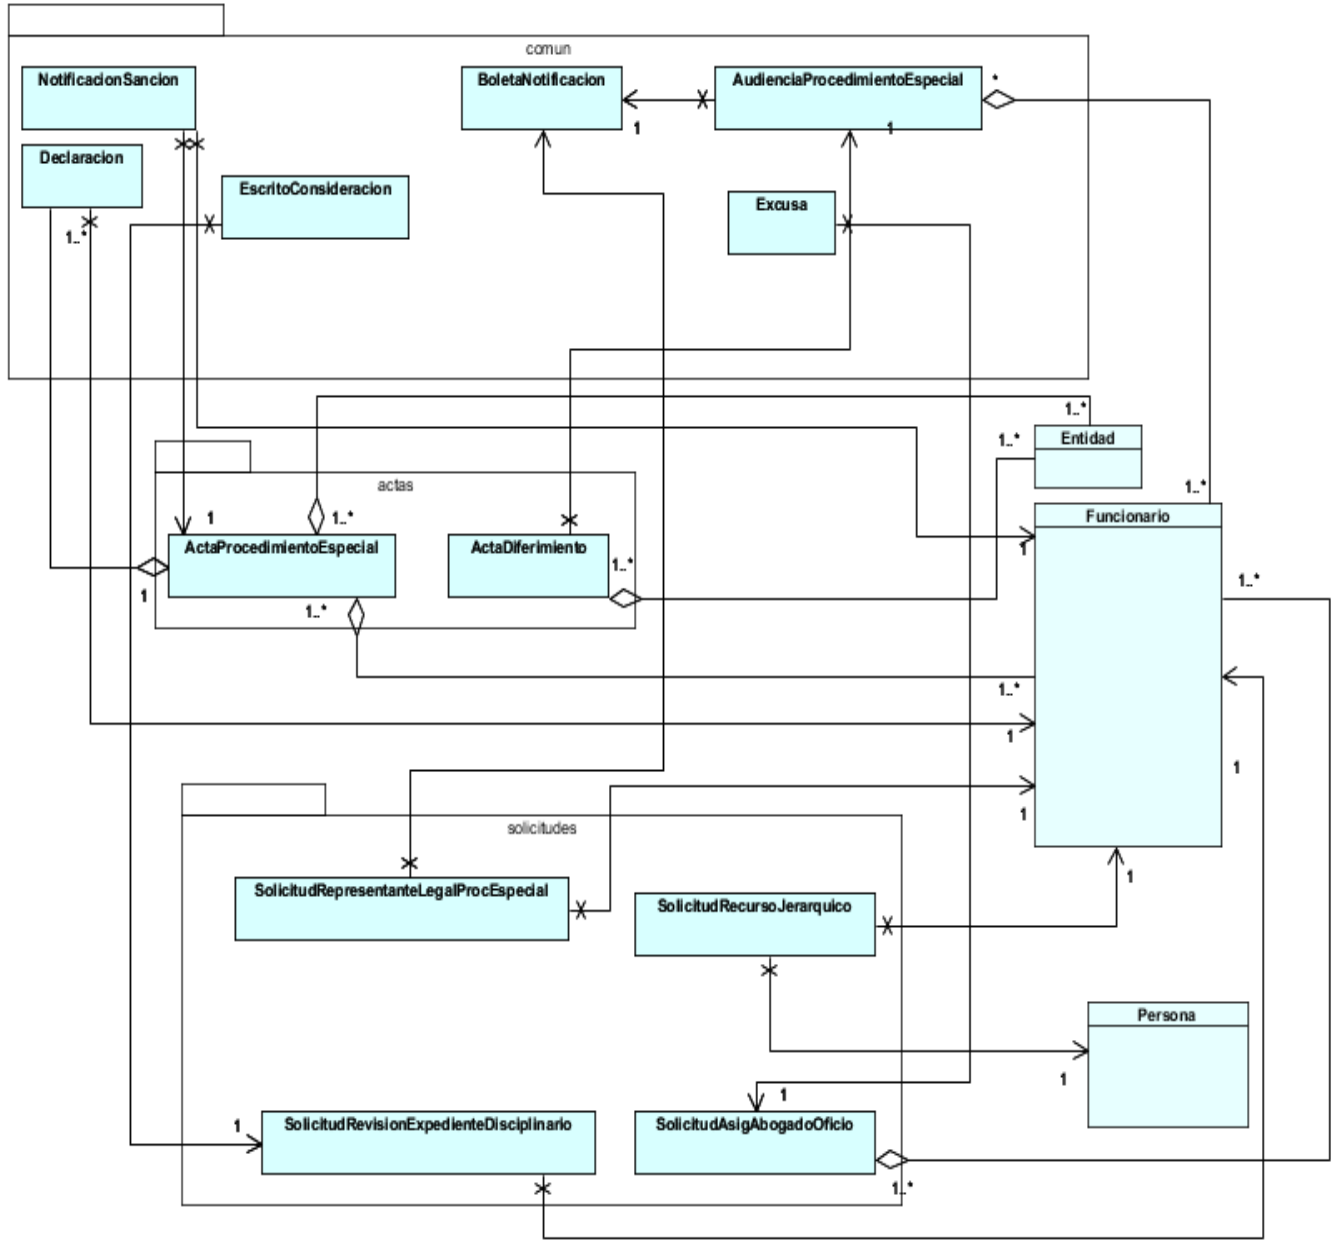 comun
NotificacionSancion
BoletaNotificacion
AudienciaProcedimientoEspecial
*
1
1
Declaracion
EscritoConsideracion
Excusa
1..*
1..*
Entidad
1..*
1..*
actas
Funcionario
1
1..*
ActaProcedimientoEspecial
ActaDiferimiento
1
1..*
1..*
1
1..*
1..*
1
1
1
solicitudes
1
SolicitudRepresentanteLegalProcEspecial
SolicitudRecursoJerarquico
Persona
1
1
1
SolicitudRevisionExpedienteDisciplinario
SolicitudAsigAbogadoOficio
1..*